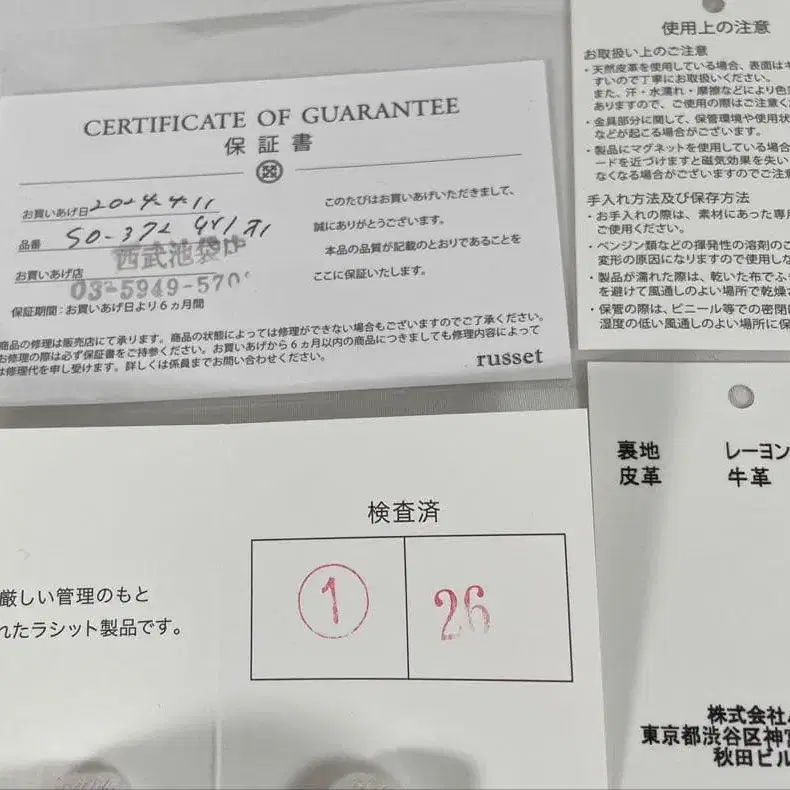 CERTIFICATE OF GUARANTEE
保証書
お買いあげ日 2024.4.11
品番 SO-372
お買いあげ店 西武池袋
03-5949-570
保証期間：お買いあげ日より6ヵ月間
このたびはお買いあげいただきまして、
誠にありがとうございます。
本品の品質が記載のとおりであることを
ここに保証いたします。
商品の修理は販売店にて承ります。商品の状態によっては修理ができない場合もございますのでご了承ください。
お修理の際は必ず保証書をご持参ください。お買いあげから6ヵ月以内の商品につきましても修理内容によって
は修理代を申し受けます。詳しくは係員までお問い合わせください。
russet
使用上の注意
お取扱い上のご注意
・天然皮革を使用している場合、表面はキ
すいので丁寧にお取扱いください。
また、汗・水濡れ・摩擦などにより色
ありますので、ご使用の際はご注意くだ
・金具部分に関して、保管環境や使用状
などが起こる場合がございます。
・製品にマグネットを使用している場合
ードを近づけますと磁気効果を失い
なくなる場合がございますのでご注意
手入れ方法及び保存方法
・お手入れの際は、素材にあった専用
ご使用ください。
・ベンジン類などの揮発性の溶剤のご
変形の原因になりますので使用しな
・製品が濡れた際は、乾いた布でふき
を避けて風通しのよい場所で乾燥さ
・保管の際は、ビニール等での密閉
湿度の低い風通しのよい場所に保
検査済
1 26
厳しい管理のもと
れたラシット製品です。
裏地 レーヨン
皮革 牛革
株式会社
東京都渋谷区神宮
秋田ビル